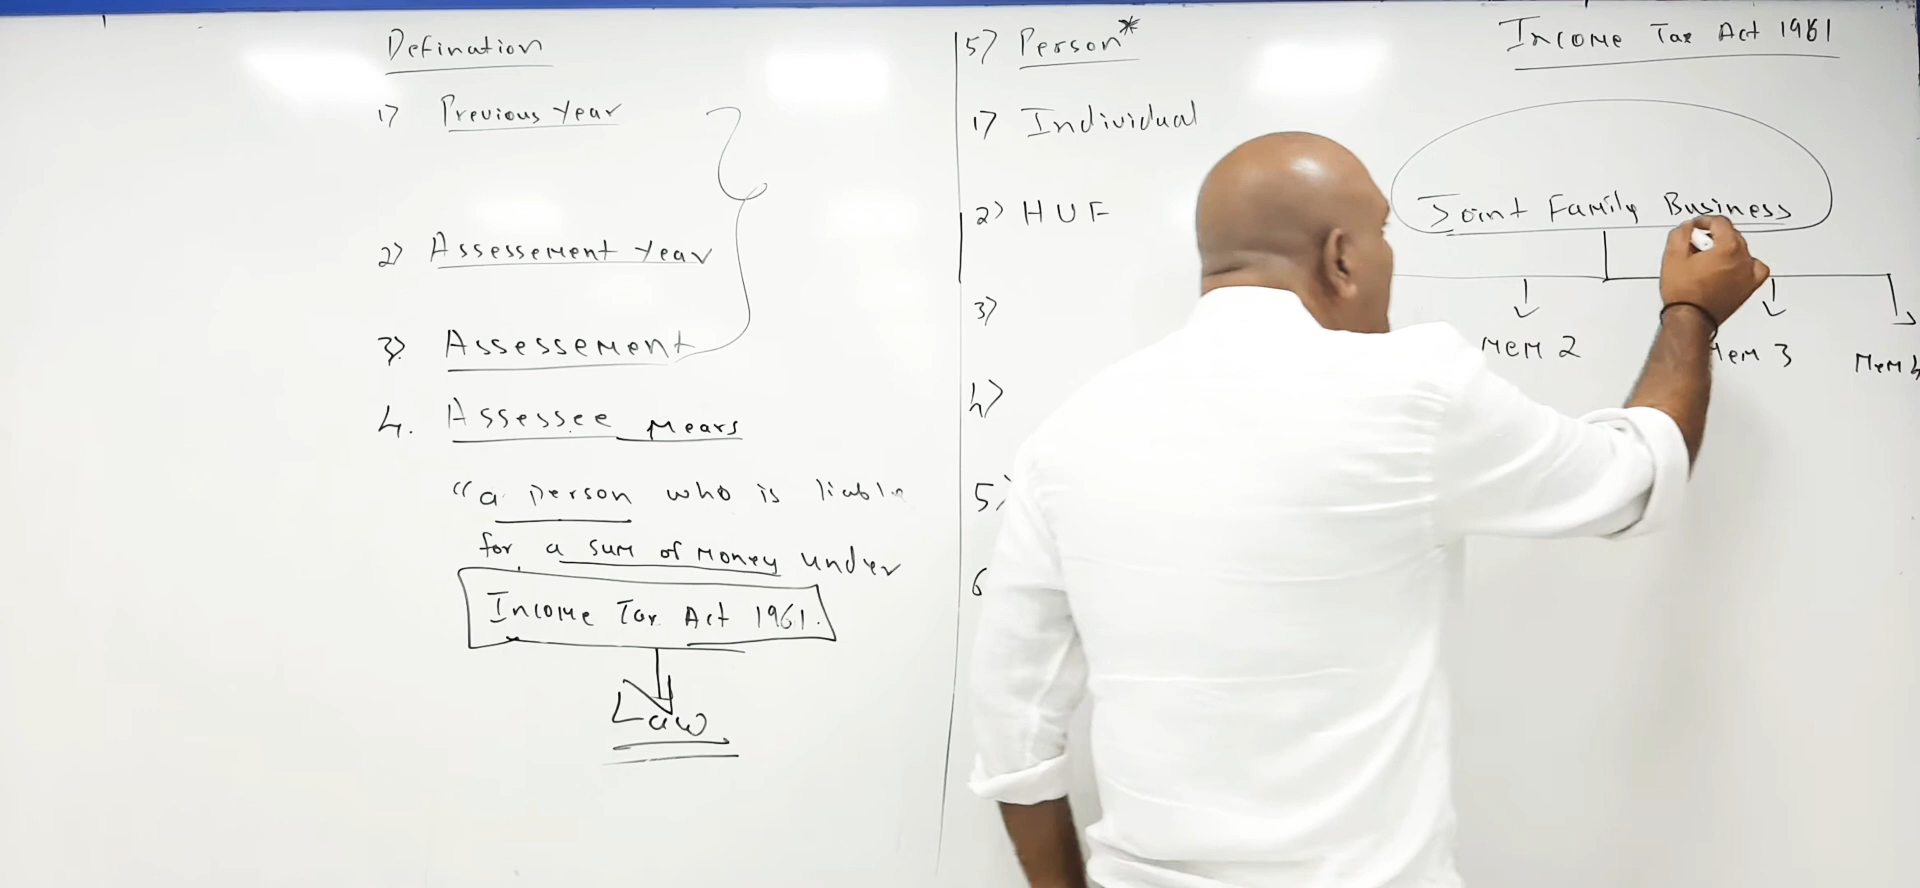 Defination
1) Previous Year
2) Assessement Year
3) Assessement
4. Assessee Means
"a person who is liable
for a sum of Money under
Income Tax Act 1961.
Law
5) Person*
1) Individual
2) HUF
3)
4)
5)
6
Income Tax Act 1961
Joint Family Business
Mem 2
Mem 3
Mem 4